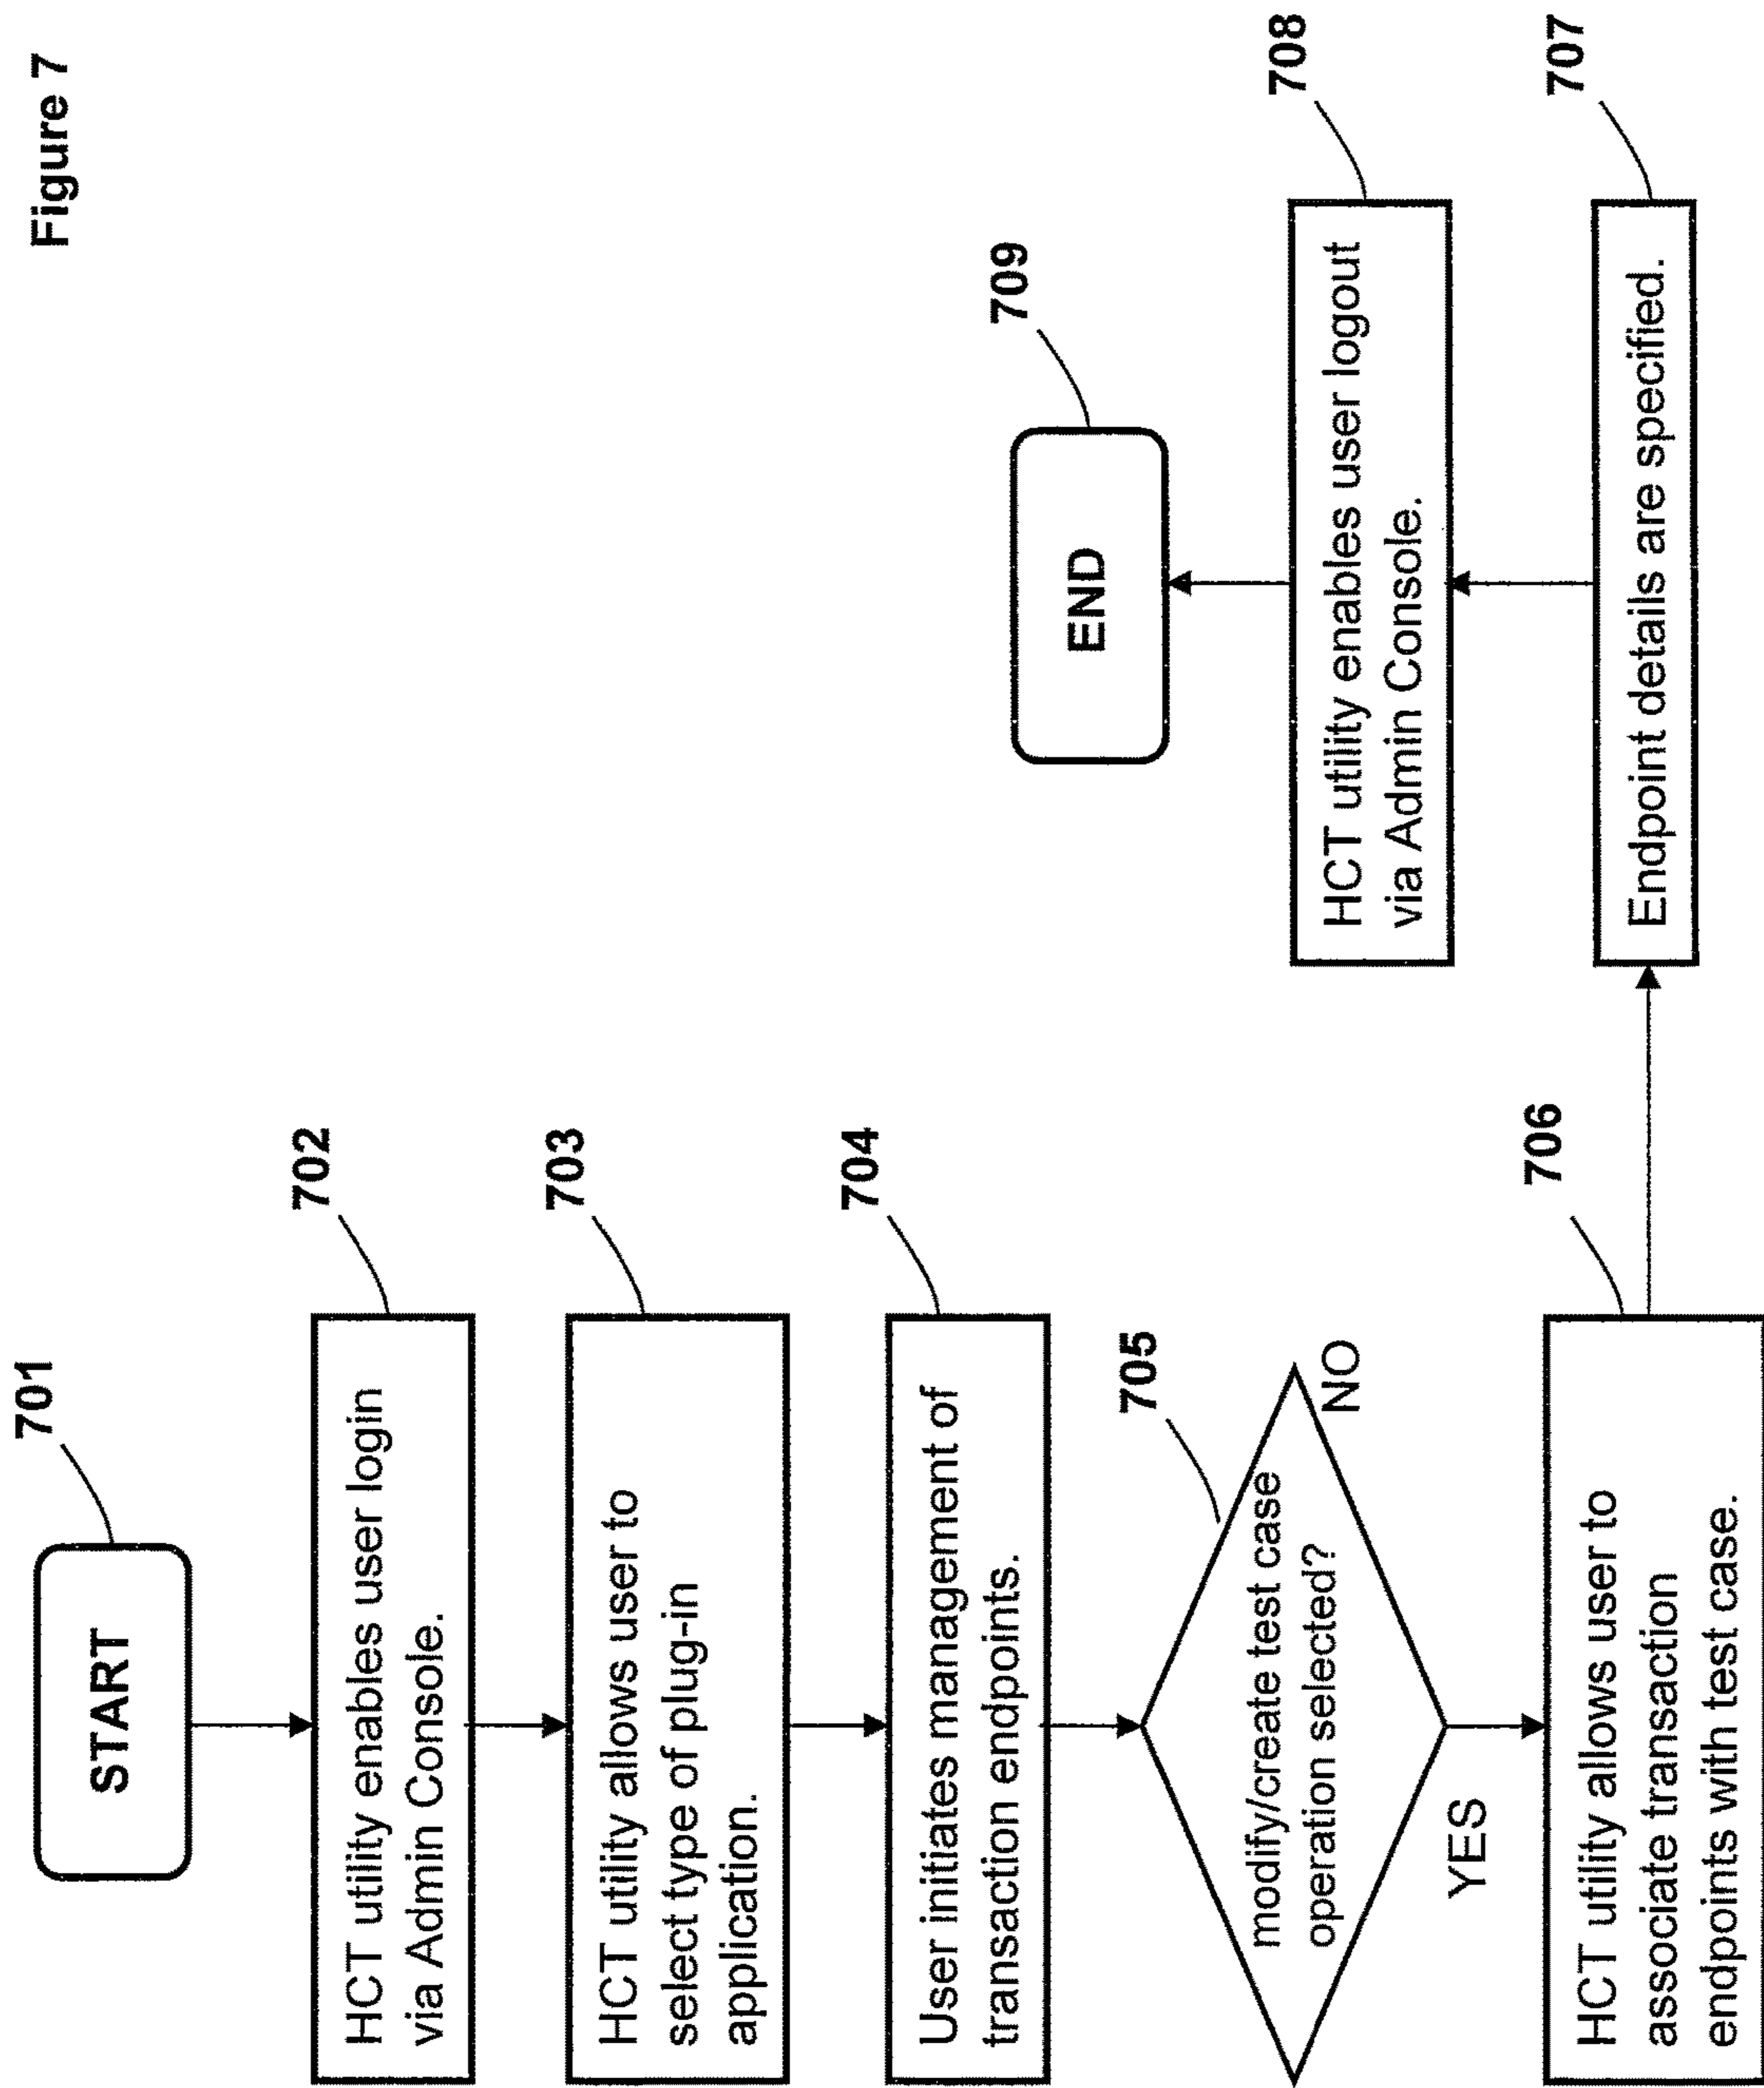 Figure 7
701
START
702
HCT utility enables user login
via Admin Console.
703
HCT utility allows user to
select type of plug-in
application.
704
User initiates management of
transaction endpoints.
705
modify/create test case
operation selected?
NO
YES
706
HCT utility allows user to
associate transaction
endpoints with test case.
709
END
708
HCT utility enables user logout
via Admin Console.
707
Endpoint details are specified.